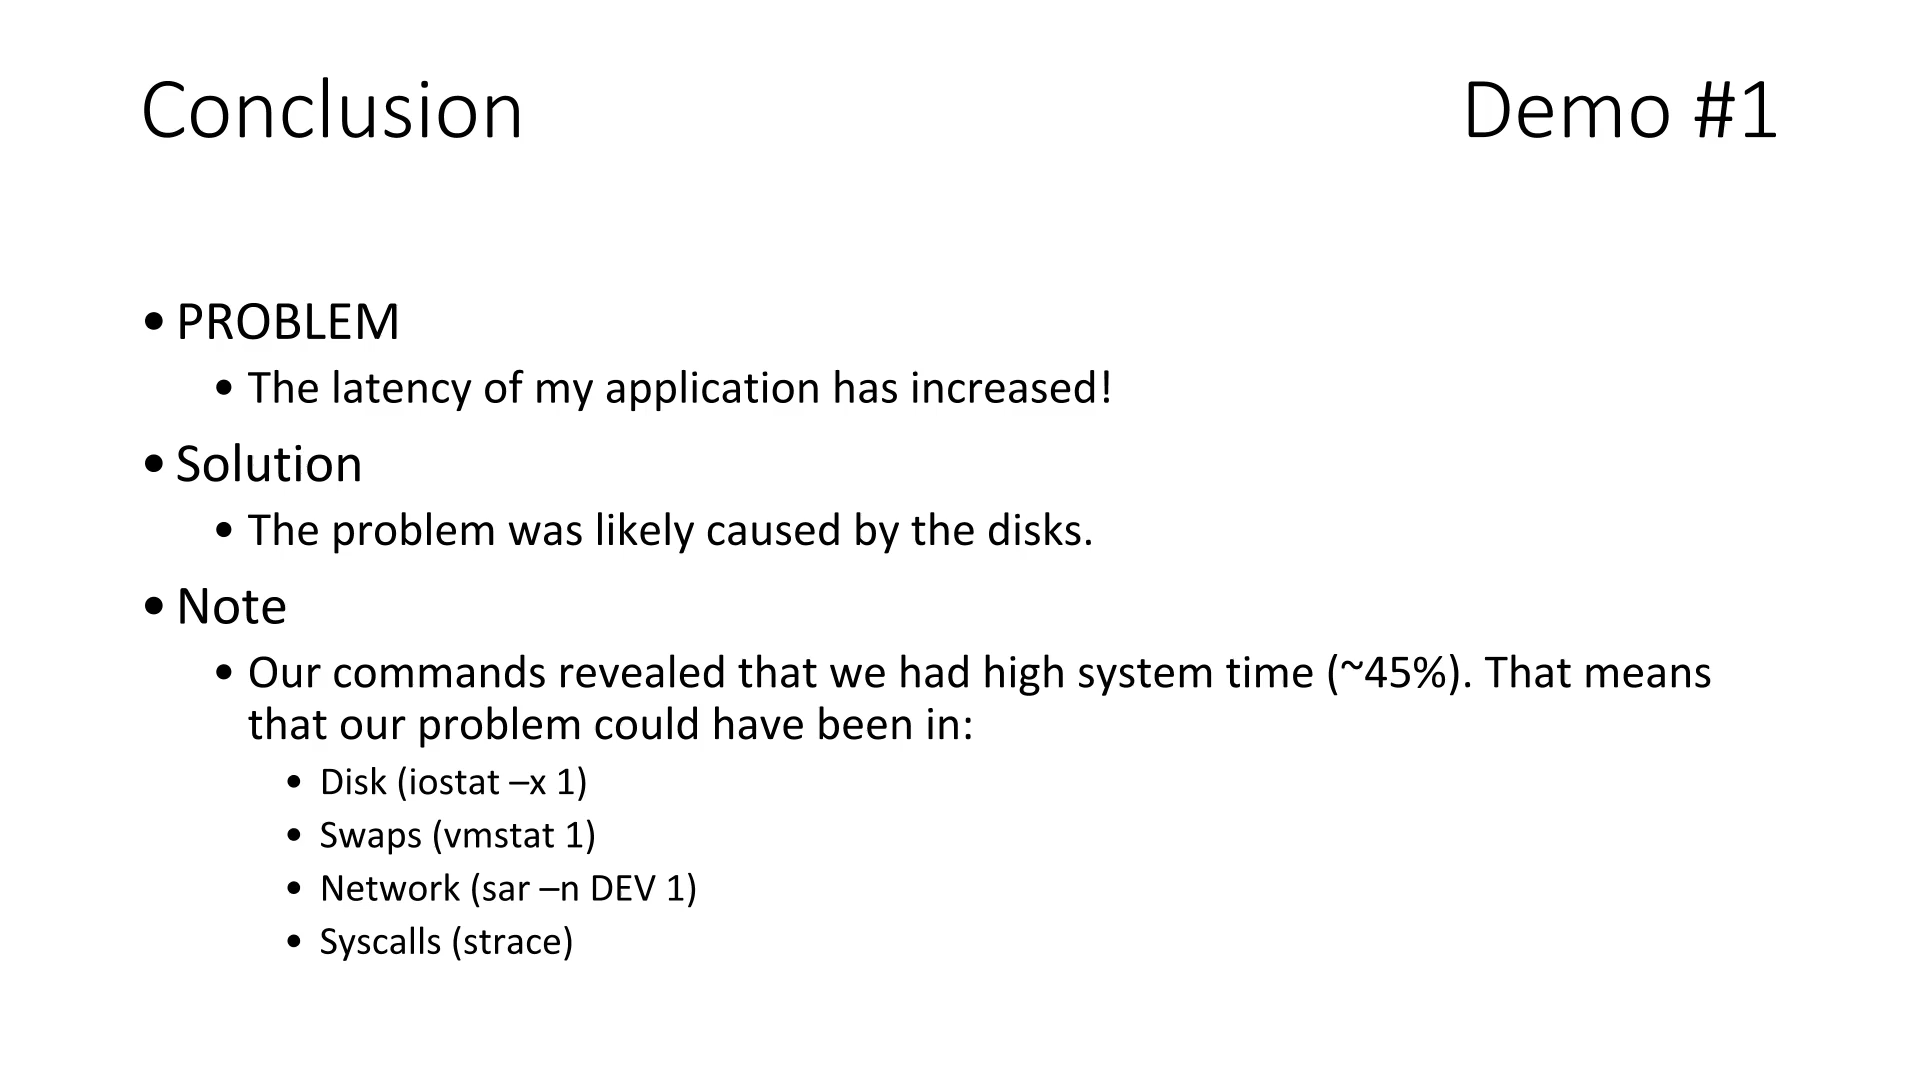 Conclusion
Demo #1
• PROBLEM
• The latency of my application has increased!
• Solution
• The problem was likely caused by the disks.
• Note
• Our commands revealed that we had high system time (~45%). That means
that our problem could have been in:
• Disk (iostat –x 1)
• Swaps (vmstat 1)
• Network (sar –n DEV 1)
• Syscalls (strace)